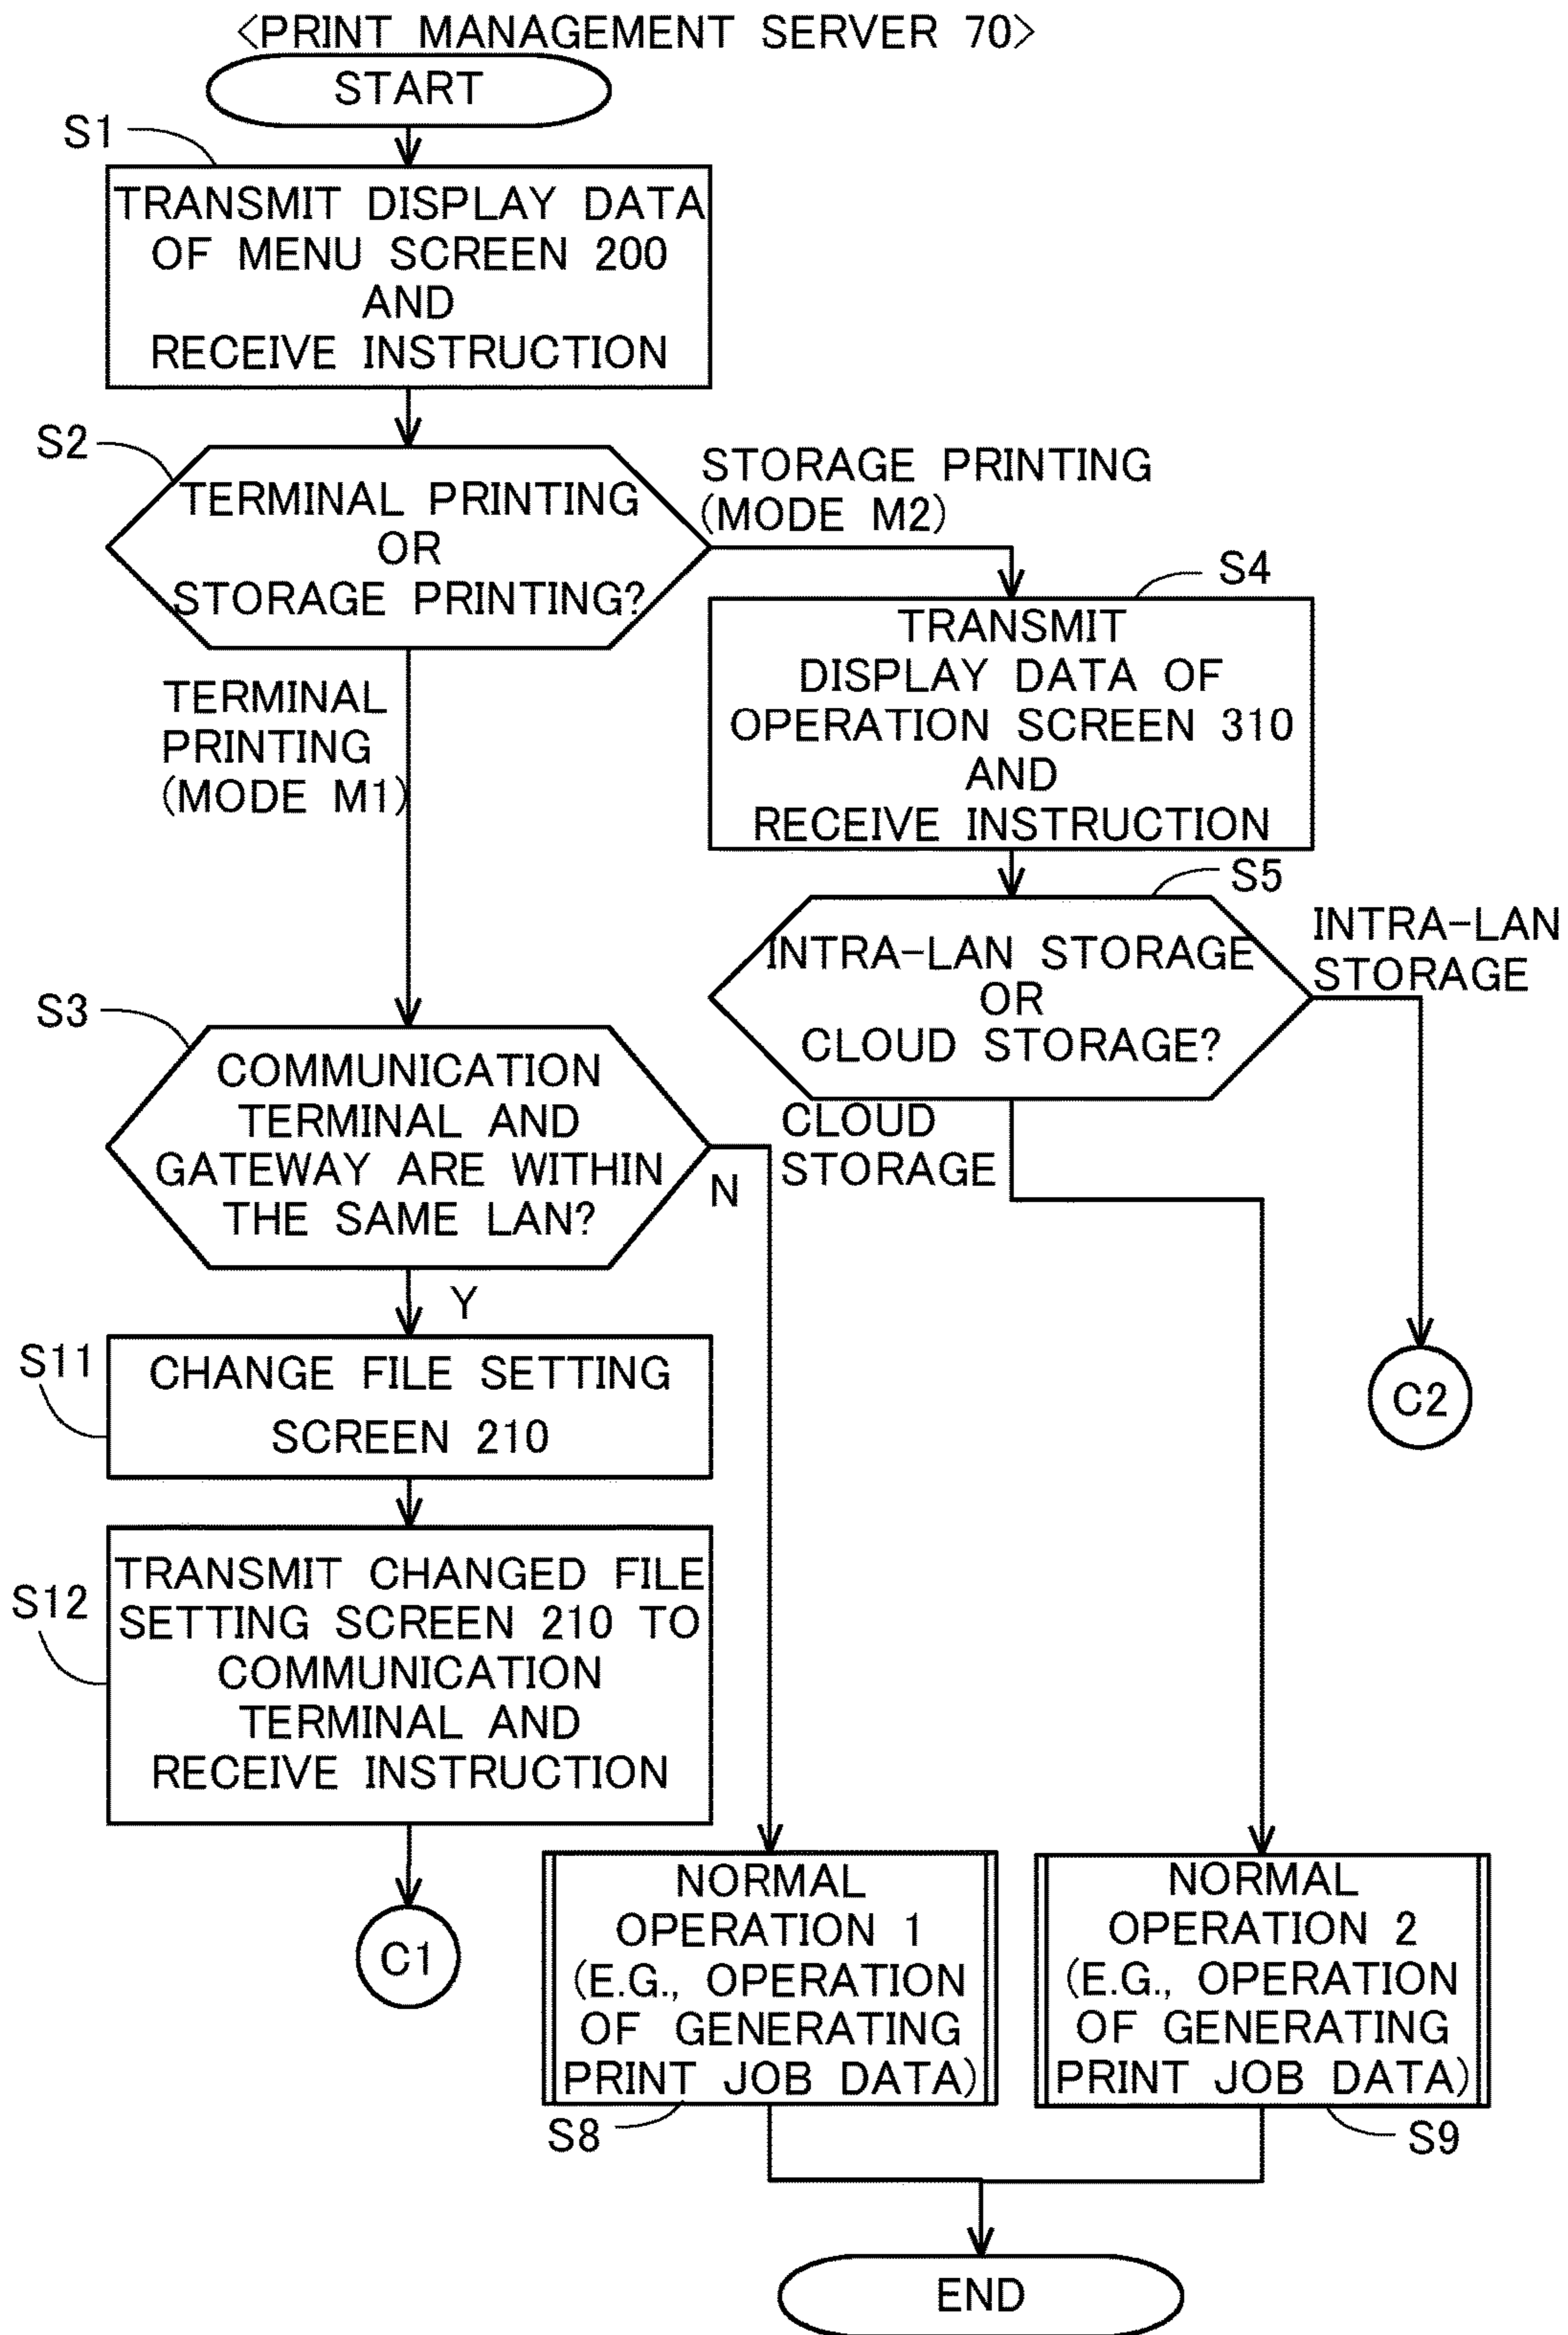 <PRINT MANAGEMENT SERVER 70>
START
S1
TRANSMIT DISPLAY DATA
OF MENU SCREEN 200
AND
RECEIVE INSTRUCTION
S2
TERMINAL PRINTING
OR
STORAGE PRINTING?
STORAGE PRINTING
(MODE M2)
TERMINAL
PRINTING
(MODE M1)
S4
TRANSMIT
DISPLAY DATA OF
OPERATION SCREEN 310
AND
RECEIVE INSTRUCTION
S5
INTRA-LAN STORAGE
OR
CLOUD STORAGE?
INTRA-LAN
STORAGE
CLOUD
STORAGE
C2
S3
COMMUNICATION
TERMINAL AND
GATEWAY ARE WITHIN
THE SAME LAN?
N
Y
S11
CHANGE FILE SETTING
SCREEN 210
S12
TRANSMIT CHANGED FILE
SETTING SCREEN 210 TO
COMMUNICATION
TERMINAL AND
RECEIVE INSTRUCTION
C1
NORMAL
OPERATION 1
(E.G., OPERATION
OF GENERATING
PRINT JOB DATA)
S8
NORMAL
OPERATION 2
(E.G., OPERATION
OF GENERATING
PRINT JOB DATA)
S9
END